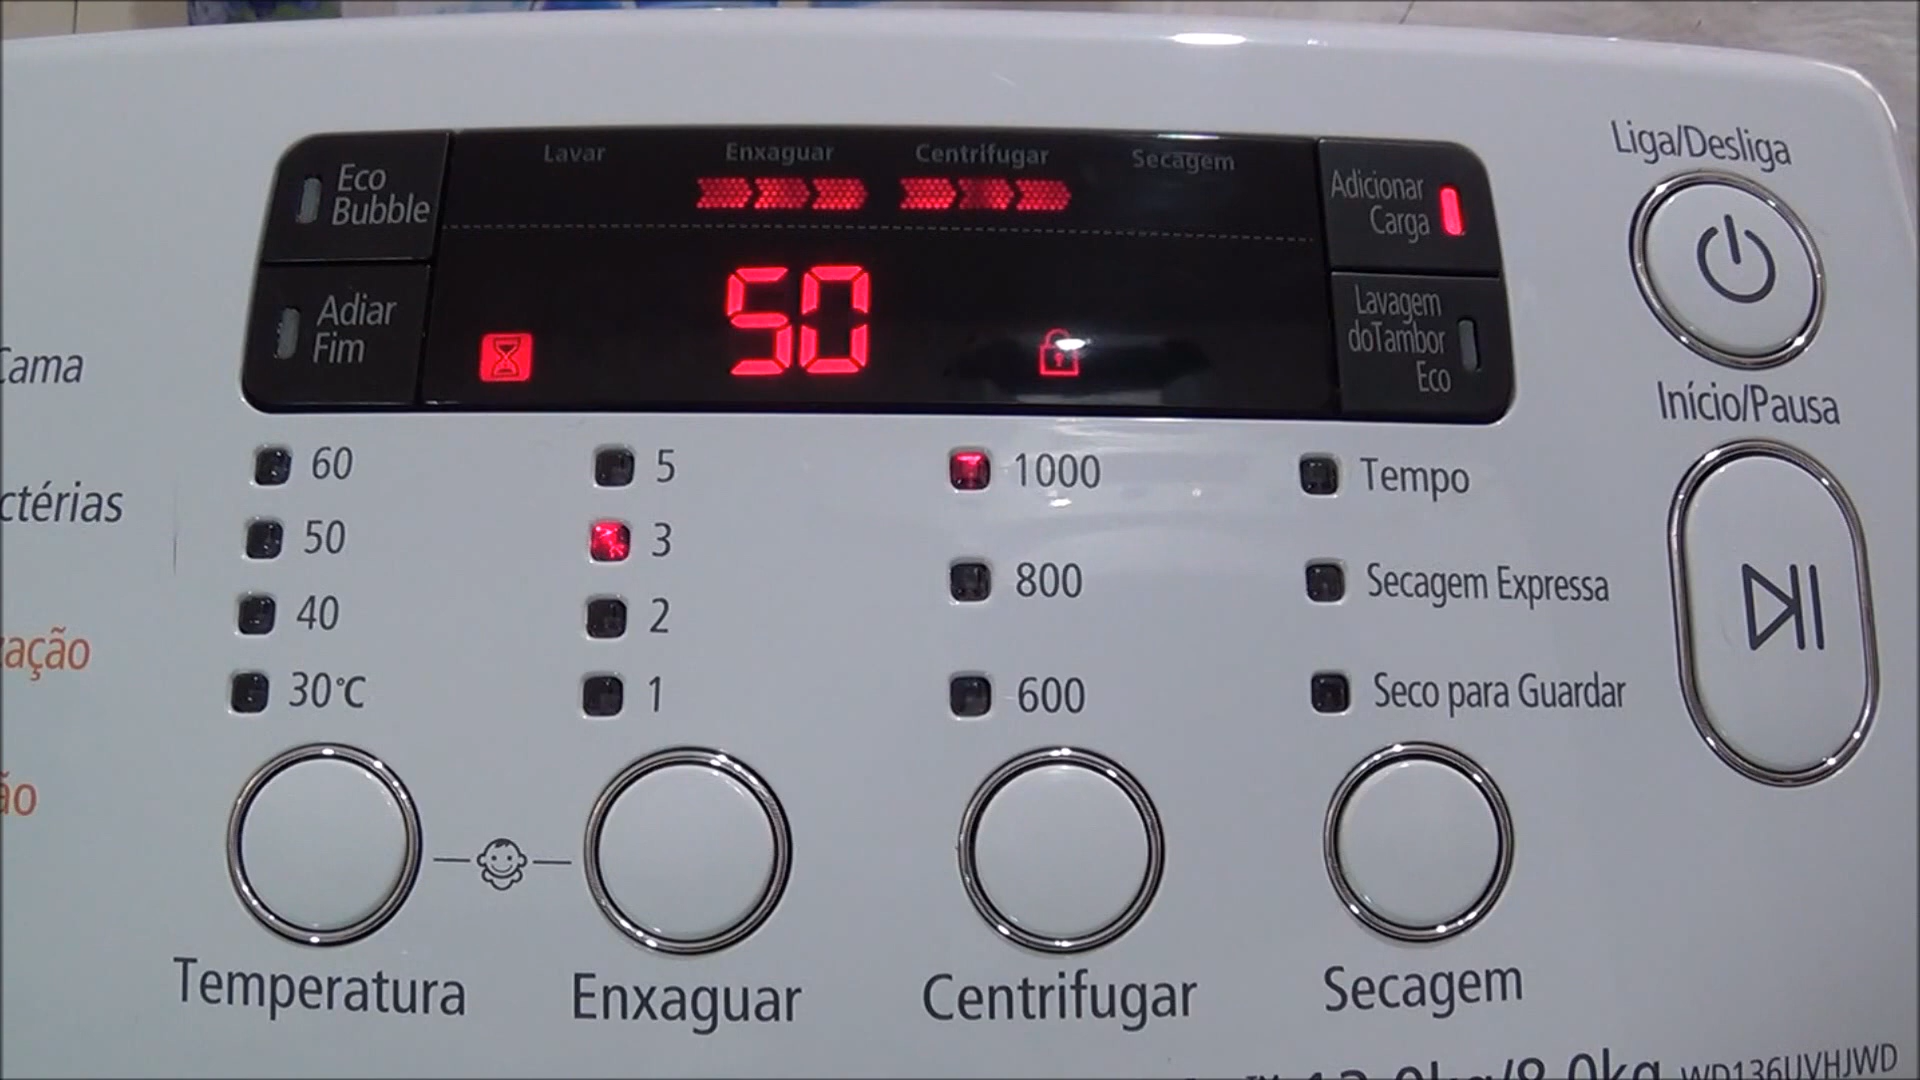 Liga/Desliga
Lavar Enxaguar Centrifugar Secagem
Eco
Bubble
Adicionar
Carga
Adiar
Fim
50
Lavagem
doTambor
Eco
Início/Pausa
60 5 1000 Tempo
50 3 800 Secagem Expressa
40 2 600 Seco para Guardar
30°C 1
Cama
ctérias
ação
ão
Temperatura Enxaguar Centrifugar Secagem
WD136UVHJWD